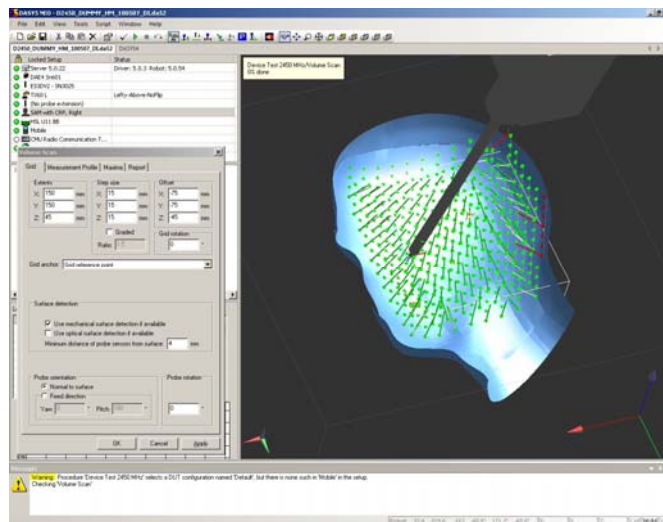 DASY5 NEO - D2450_DUMMY_HM_100507_DI.da52
File Edit View Tools Script Window Help
D2450_DUMMY_HM_100507_DI.da52
Locked Setup Status
Server 5.0.22 Driver: 5.0.3 Robot: 5.0.54
ES3DV2 - SN3025
TX60 L Lefty-Above-NoFlip
(No probe extension)
SAM with CRP, Right
HSL U11 BB
Mobile
CMU Radio Communication T...
Device Test 2450 MHz/Volume Scan
0% done
Volume Scan
Grid Measurement Profile Maxima Report
Extents Step size Offset
X: 150 mm X: 15 mm X: -75 mm
Y: 150 mm Y: 15 mm Y: -75 mm
Z: 45 mm Z: 15 mm Z: -45 mm
Graded Grid rotation
Ratio: 0 °
Grid anchor: Grid reference point
Surface detection
Use mechanical surface detection if available
Use optical surface detection if available
Minimum distance of probe sensors from surface: 4 mm
Probe orientation Probe rotation
Normal to surface
Fixed direction
Yaw: 0 ° Pitch: 180 ° 0 °
OK Cancel Apply
Messages
Warning: Procedure 'Device Test 2450 MHz' selects a DUT configuration named 'Default', but there is none such in 'Mobile' in the setup.
Checking 'Volume Scan'